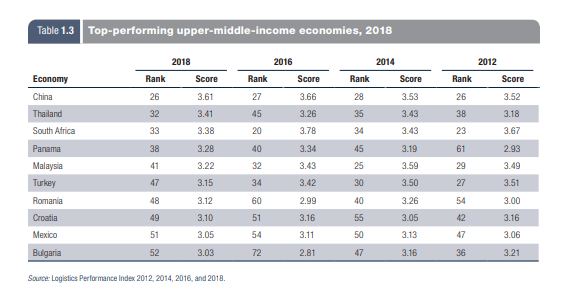 Table 1.3 Top-performing upper-middle-income economies, 2018
2018 2016 2014 2012
Economy Rank Score Rank Score Rank Score Rank Score
China 26 3.61 27 3.66 28 3.53 26 3.52
Thailand 32 3.41 45 3.26 35 3.43 38 3.18
South Africa 33 3.38 20 3.78 34 3.43 23 3.67
Panama 38 3.28 40 3.34 45 3.19 61 2.93
Malaysia 41 3.22 32 3.43 25 3.59 29 3.49
Turkey 47 3.15 34 3.42 30 3.50 27 3.51
Romania 48 3.12 60 2.99 40 3.26 54 3.00
Croatia 49 3.10 51 3.16 55 3.05 42 3.16
Mexico 51 3.05 54 3.11 50 3.13 47 3.06
Bulgaria 52 3.03 72 2.81 47 3.16 36 3.21
Source: Logistics Performance Index 2012, 2014, 2016, and 2018.